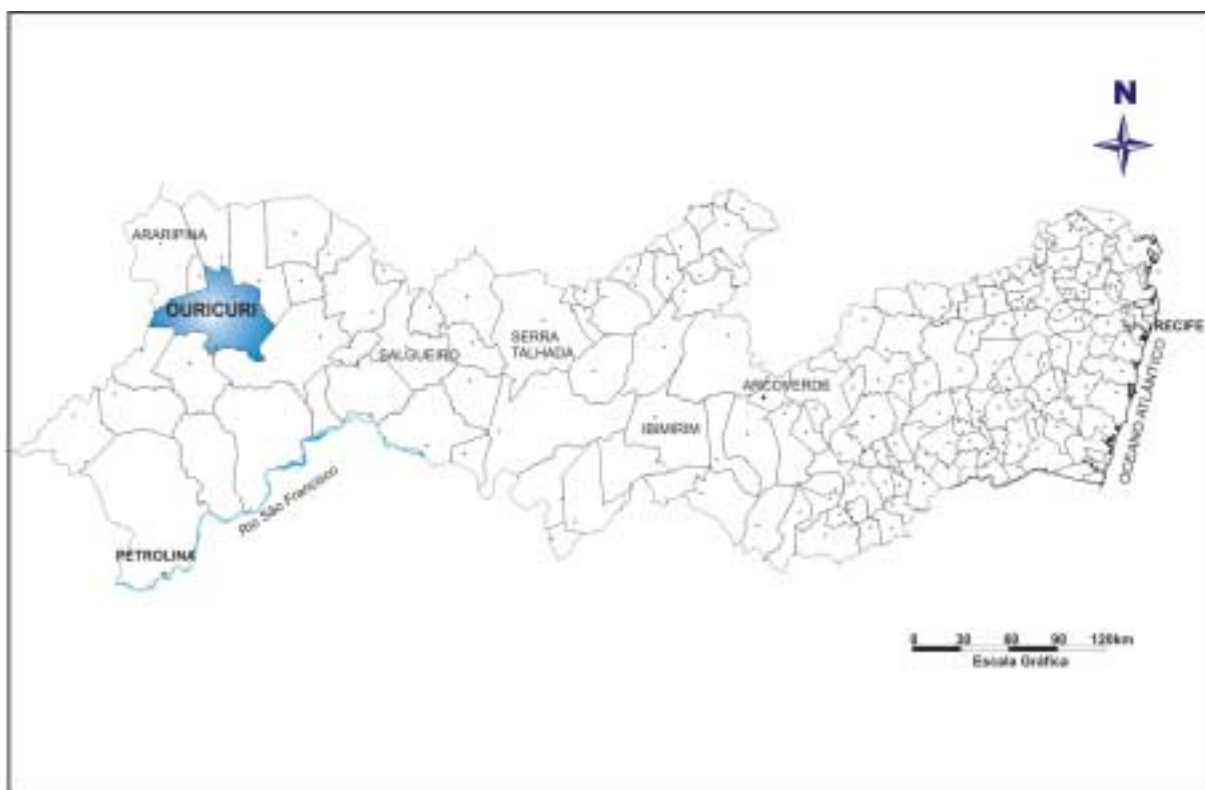 N
ARARIPINA
OURICURI
RECIFE
SERRA
TALHADA
SALGUEIRO
ARCOVERDE
IBIMIRIM
OCEANO ATLÂNTICO
Rio São Francisco
PETROLINA
0 30 60 90 120km
Escala Gráfica